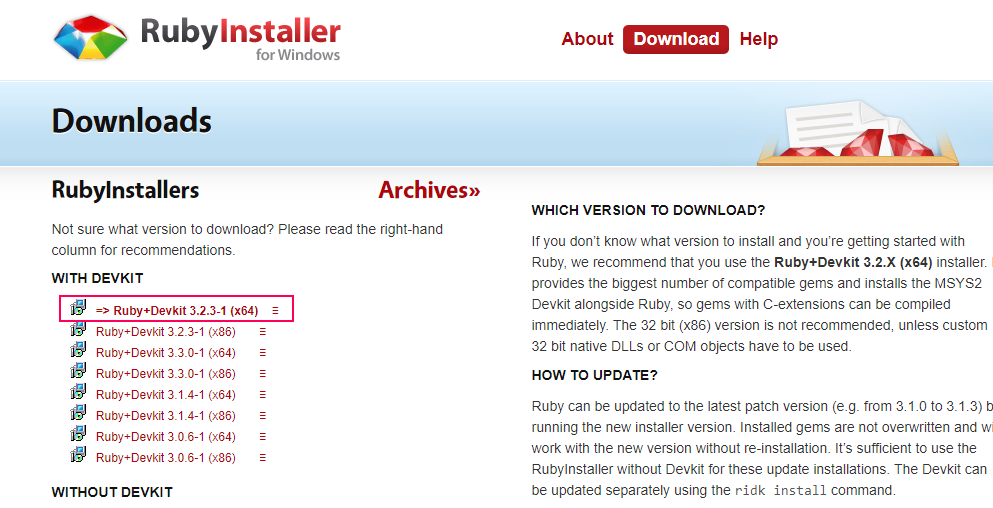 RubyInstaller
for Windows
About Download Help
Downloads
RubyInstallers
Archives»
Not sure what version to download? Please read the right-hand
column for recommendations.
WITH DEVKIT
=> Ruby+Devkit 3.2.3-1 (x64)
Ruby+Devkit 3.2.3-1 (x86)
Ruby+Devkit 3.3.0-1 (x64)
Ruby+Devkit 3.3.0-1 (x86)
Ruby+Devkit 3.1.4-1 (x64)
Ruby+Devkit 3.1.4-1 (x86)
Ruby+Devkit 3.0.6-1 (x64)
Ruby+Devkit 3.0.6-1 (x86)
WITHOUT DEVKIT
WHICH VERSION TO DOWNLOAD?
If you don’t know what version to install and you’re getting started with
Ruby, we recommend that you use the Ruby+Devkit 3.2.X (x64) installer.
provides the biggest number of compatible gems and installs the MSYS2
Devkit alongside Ruby, so gems with C-extensions can be compiled
immediately. The 32 bit (x86) version is not recommended, unless custom
32 bit native DLLs or COM objects have to be used.
HOW TO UPDATE?
Ruby can be updated to the latest patch version (e.g. from 3.1.0 to 3.1.3) b
running the new installer version. Installed gems are not overwritten and wi
work with the new version without re-installation. It’s sufficient to use the
RubyInstaller without Devkit for these update installations. The Devkit can
be updated separately using the ridk install command.